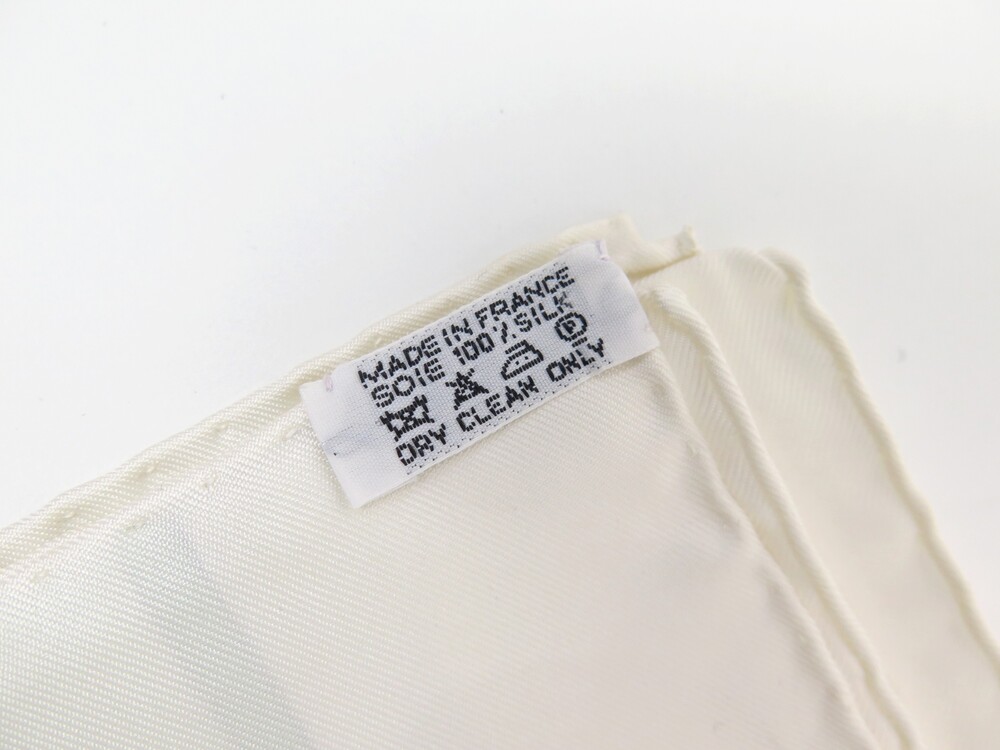 MADE IN FRANCE
SOIE 100% SILK
P
DRY CLEAN ONLY